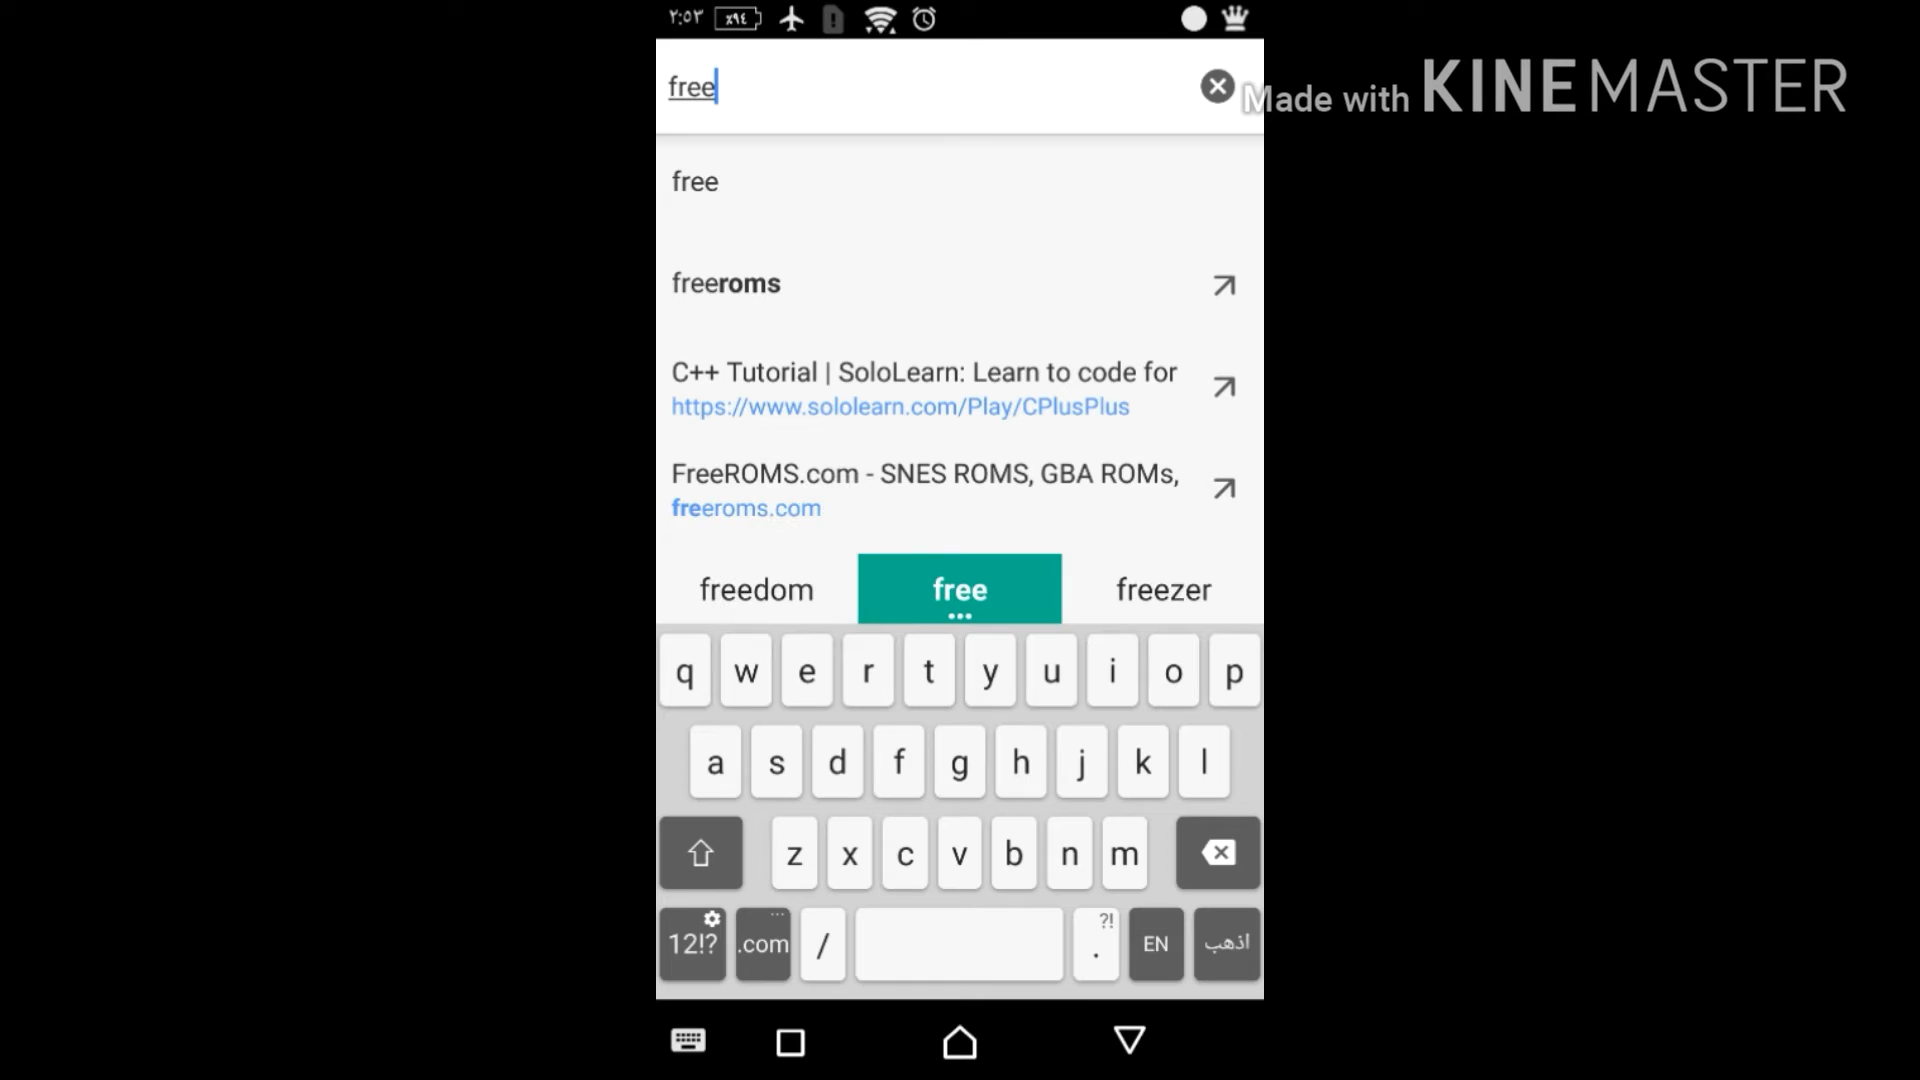 ٢:٥٣ ٪٩٤
free
Made with KINEMASTER
free
freeroms
C++ Tutorial | SoloLearn: Learn to code for
https://www.sololearn.com/Play/CPlusPlus
FreeROMS.com - SNES ROMS, GBA ROMs,
freeroms.com
freedom free freezer
q w e r t y u i o p
a s d f g h j k l
z x c v b n m
12!? .com / . ?! EN اذهب